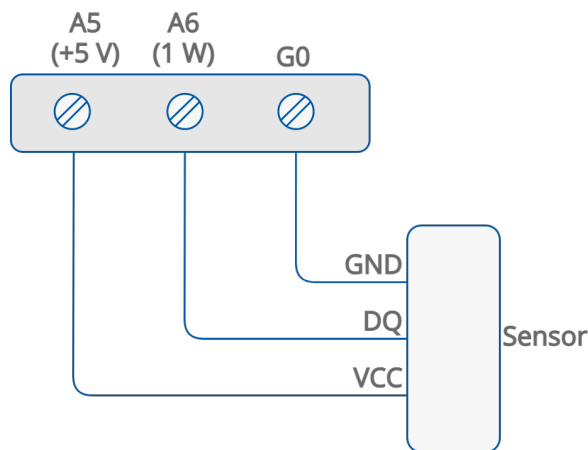 A5
(+5 V)
A6
(1 W)
G0
GND
DQ
VCC
Sensor